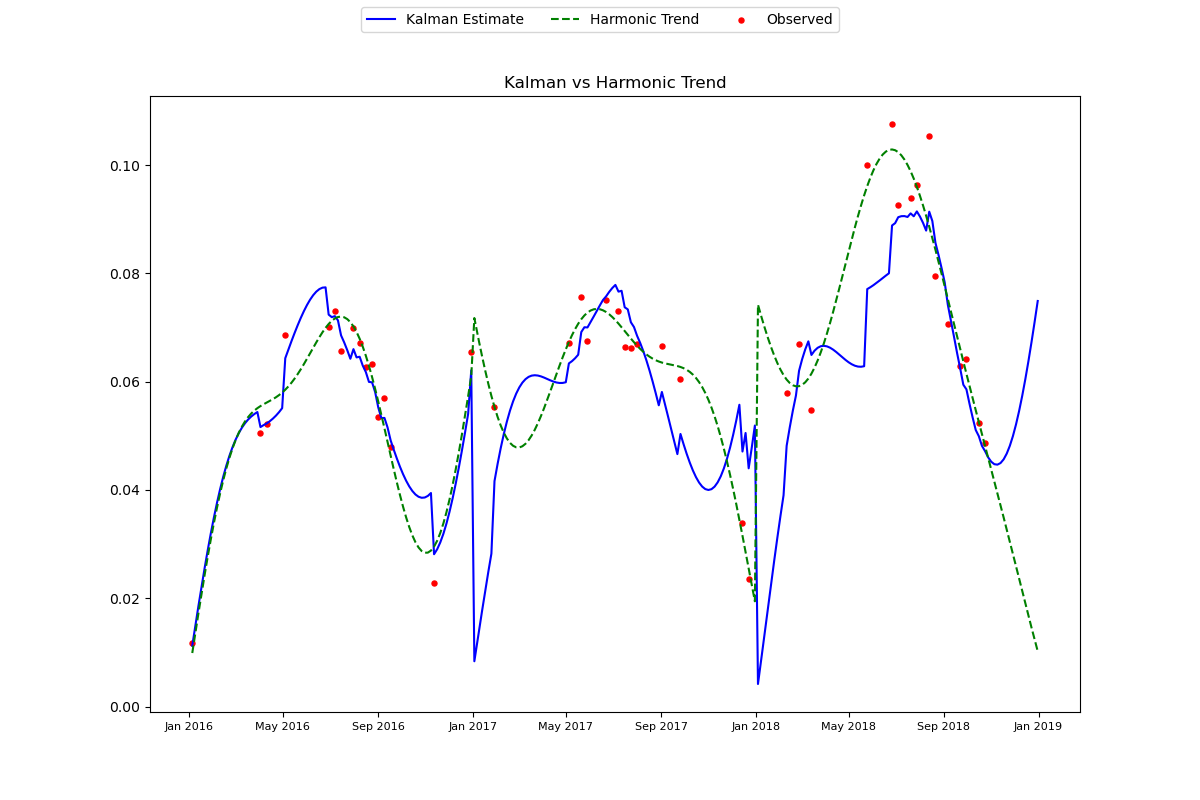 Kalman Estimate Harmonic Trend Observed
Kalman vs Harmonic Trend
0.10
0.08
0.06
0.04
0.02
0.00
Jan 2016 May 2016 Sep 2016 Jan 2017 May 2017 Sep 2017 Jan 2018 May 2018 Sep 2018 Jan 2019